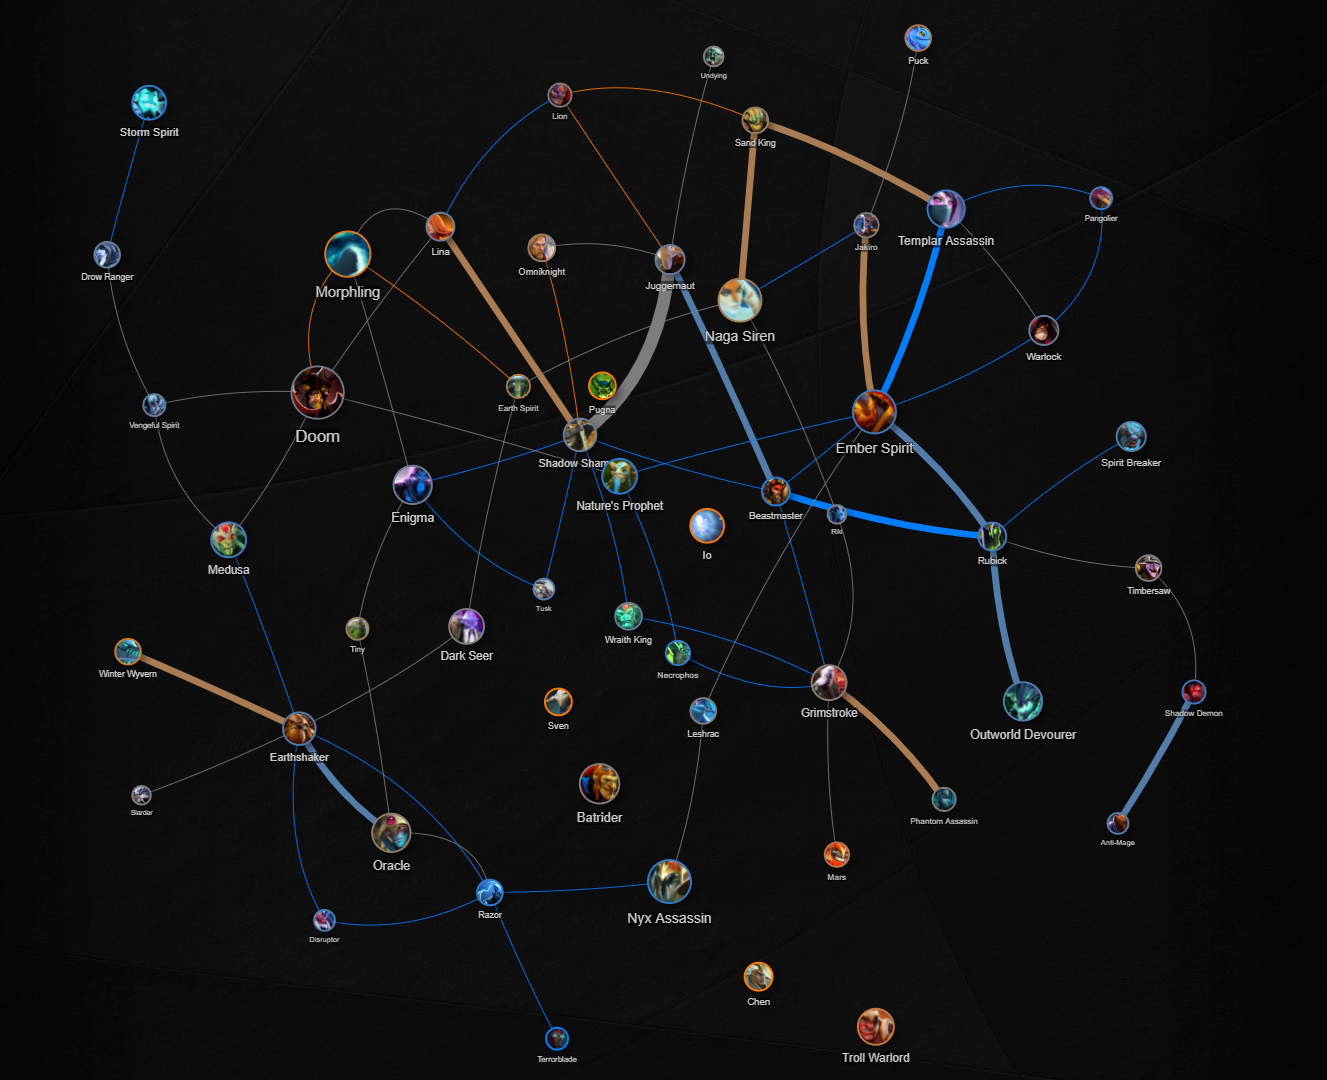 Puck
Undying
Lion
Storm Spirit
Sand King
Pangolier
Templar Assassin
Jakiro
Lina
Omniknight
Drow Ranger
Juggernaut
Morphling
Naga Siren
Warlock
Earth Spirit
Pugna
Vengeful Spirit
Doom
Ember Spirit
Shadow Sham
Spirit Breaker
Nature's Prophet
Enigma
Beastmaster
Riki
Io
Rubick
Medusa
Timbersaw
Tusk
Wraith King
Tiny
Dark Seer
Winter Wyvern
Necrophos
Grimstroke
Shadow Demon
Sven
Leshrac
Outworld Devourer
Earthshaker
Slardar
Batrider
Phantom Assassin
Anti-Mage
Oracle
Mars
Razor
Nyx Assassin
Disruptor
Chen
Terrorblade
Troll Warlord